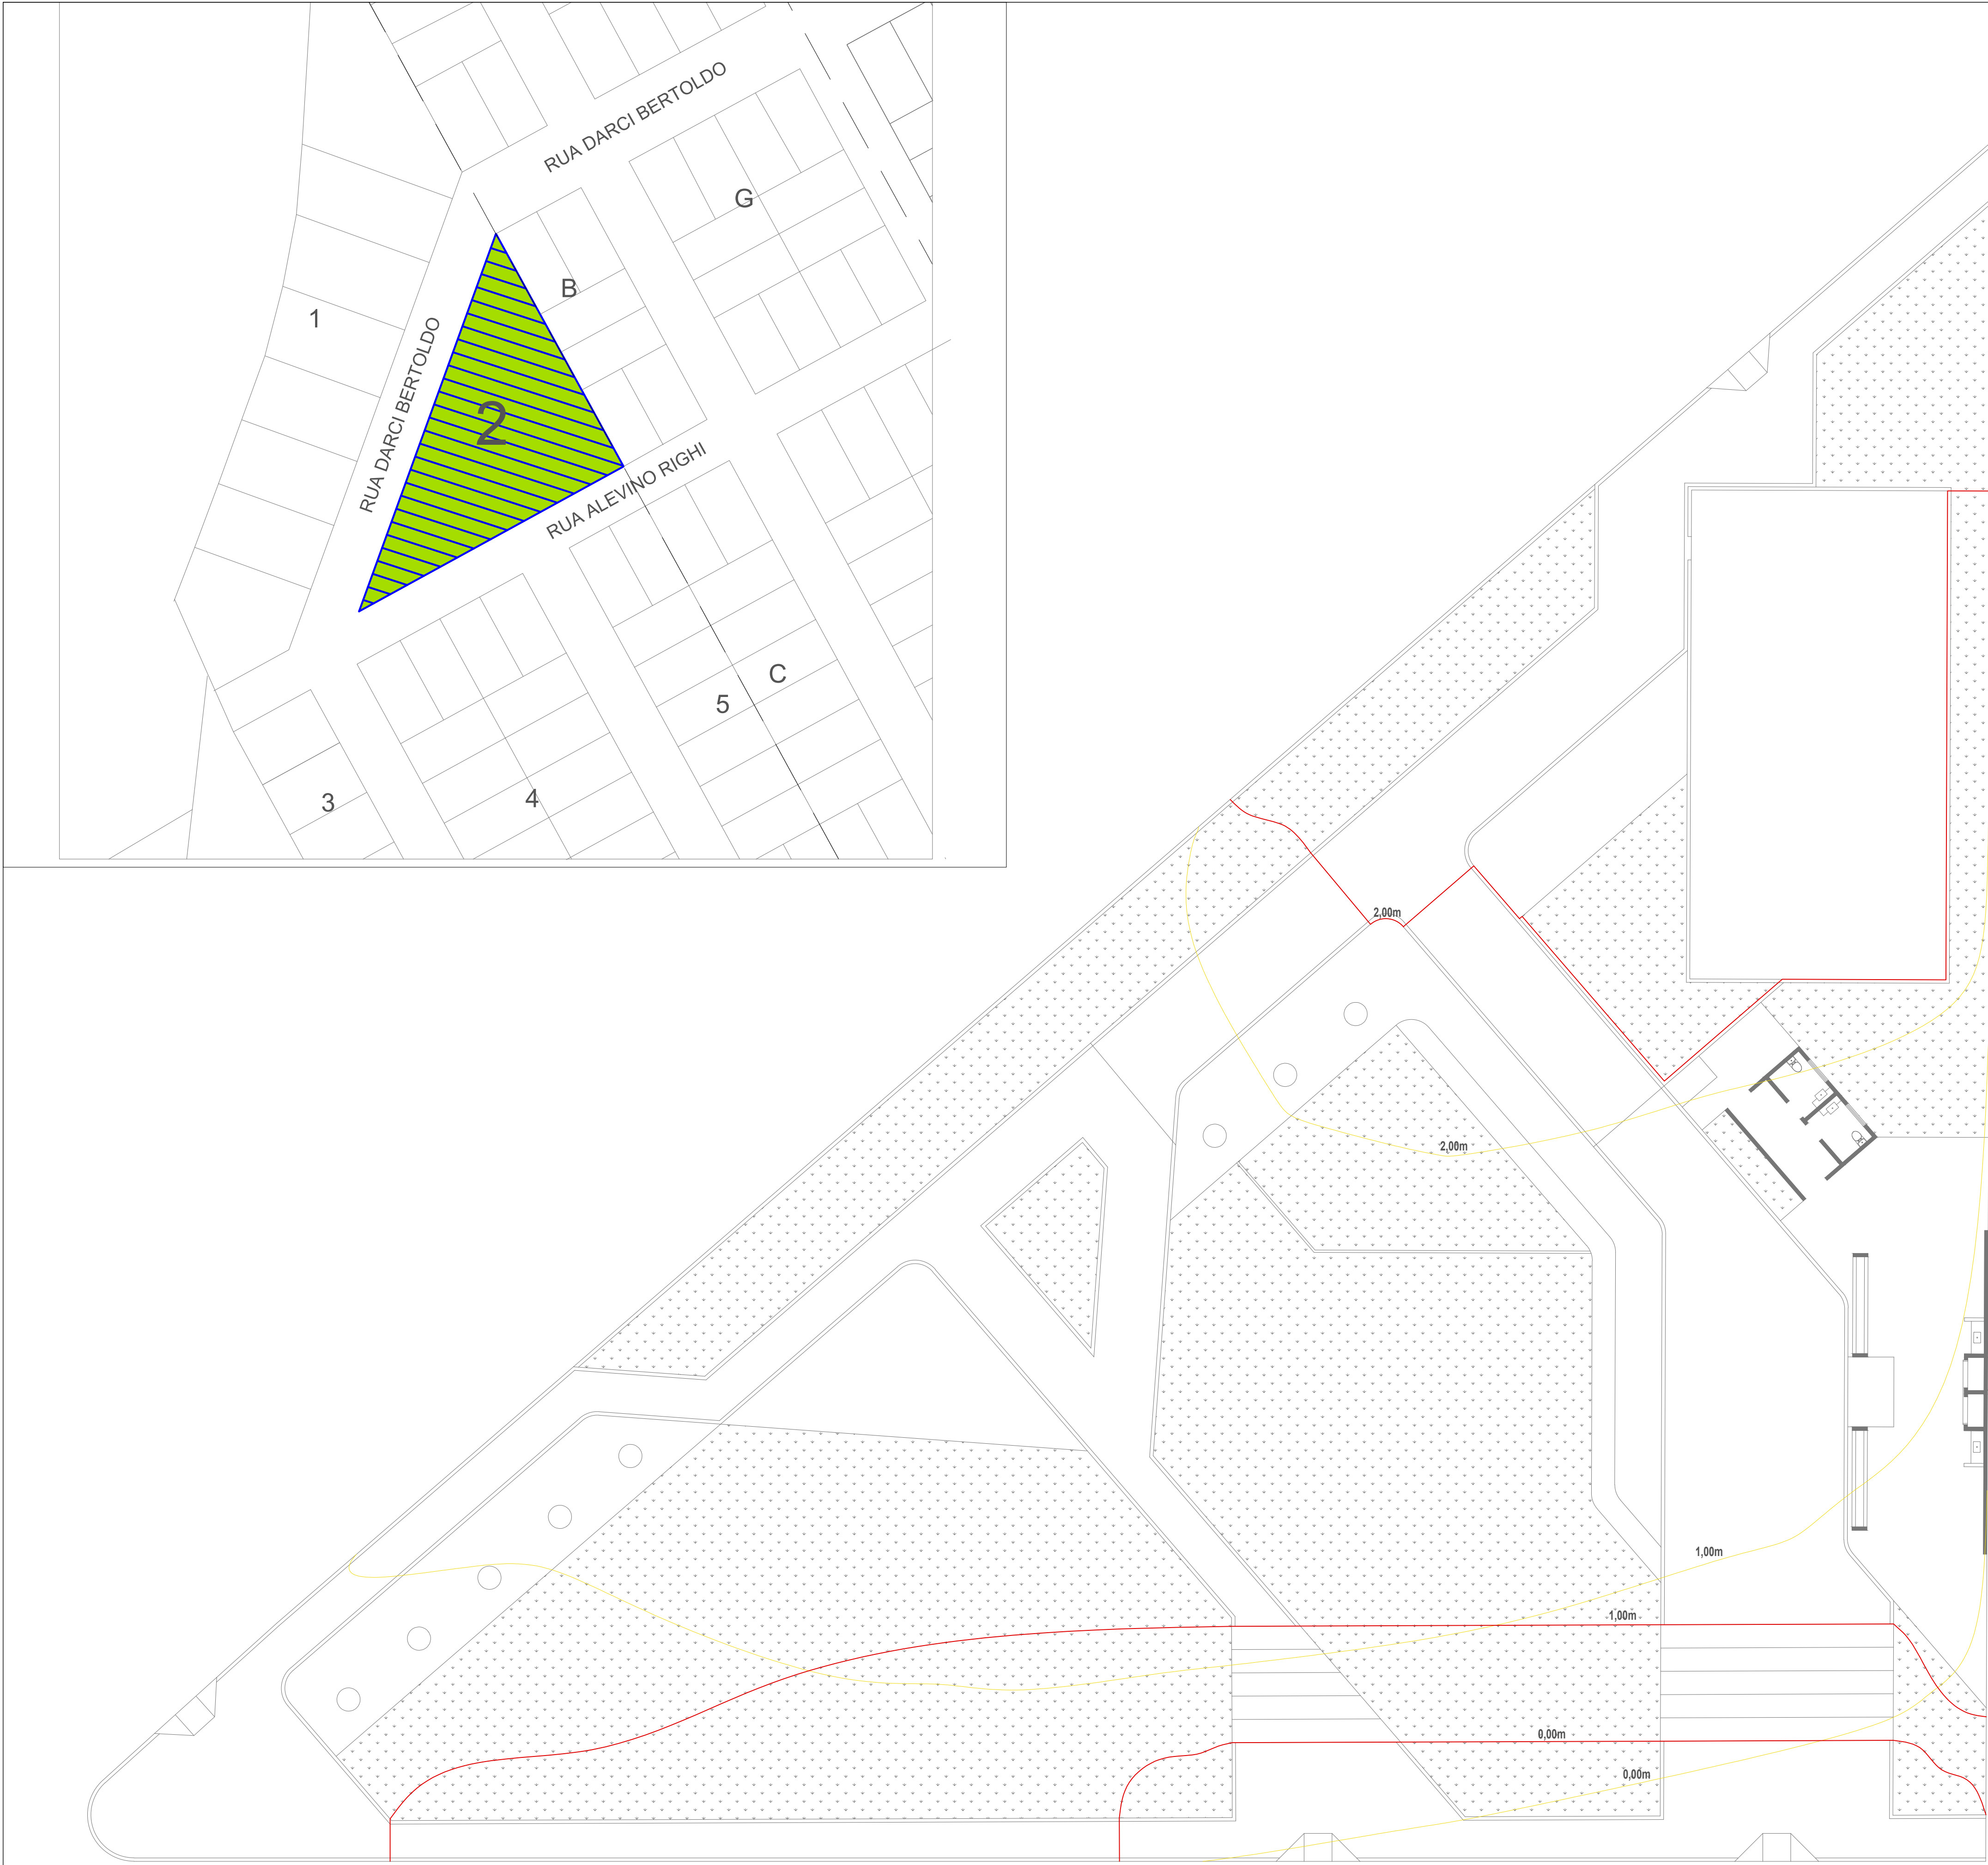 RUA DARCI BERTOLDO
G
B
1
RUA DARCI BERTOLDO
2
RUA ALEVINO RIGHI
C
5
3
4
2,00m
2,00m
1,00m
1,00m
0,00m
0,00m